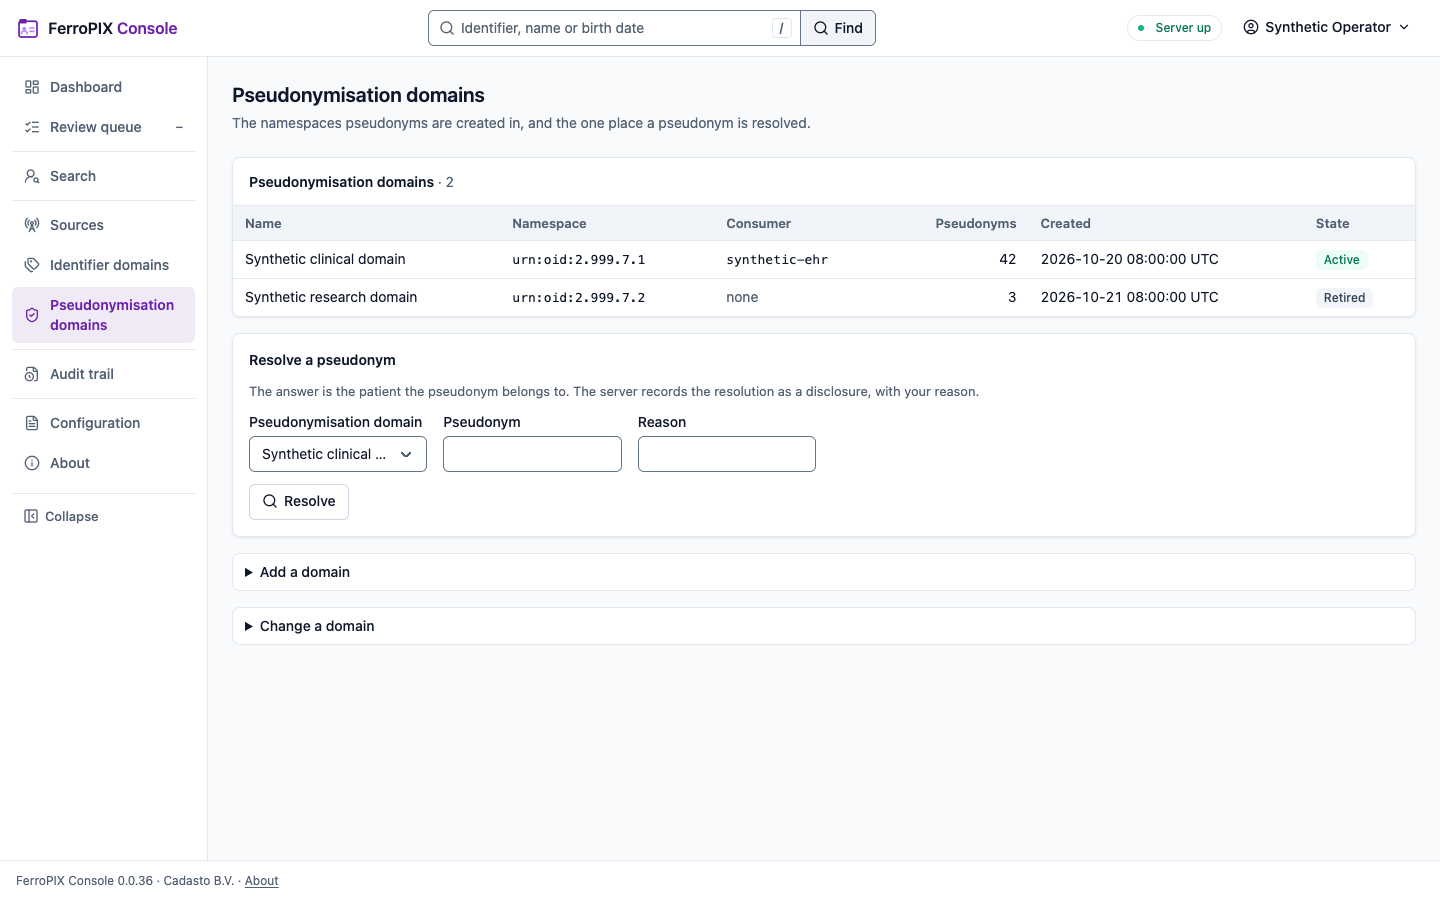 FerroPIX Console
Identifier, name or birth date
/
Find
Server up
Synthetic Operator
Dashboard
Review queue –
Search
Sources
Identifier domains
Pseudonymisation
domains
Audit trail
Configuration
About
Collapse
Pseudonymisation domains
The namespaces pseudonyms are created in, and the one place a pseudonym is resolved.
Pseudonymisation domains · 2
Name Namespace Consumer Pseudonyms Created State
Synthetic clinical domain urn:oid:2.999.7.1 synthetic-ehr 42 2026-10-20 08:00:00 UTC Active
Synthetic research domain urn:oid:2.999.7.2 none 3 2026-10-21 08:00:00 UTC Retired
Resolve a pseudonym
The answer is the patient the pseudonym belongs to. The server records the resolution as a disclosure, with your reason.
Pseudonymisation domain Pseudonym Reason
Synthetic clinical ...
Resolve
Add a domain
Change a domain
FerroPIX Console 0.0.36 · Cadasto B.V. · About